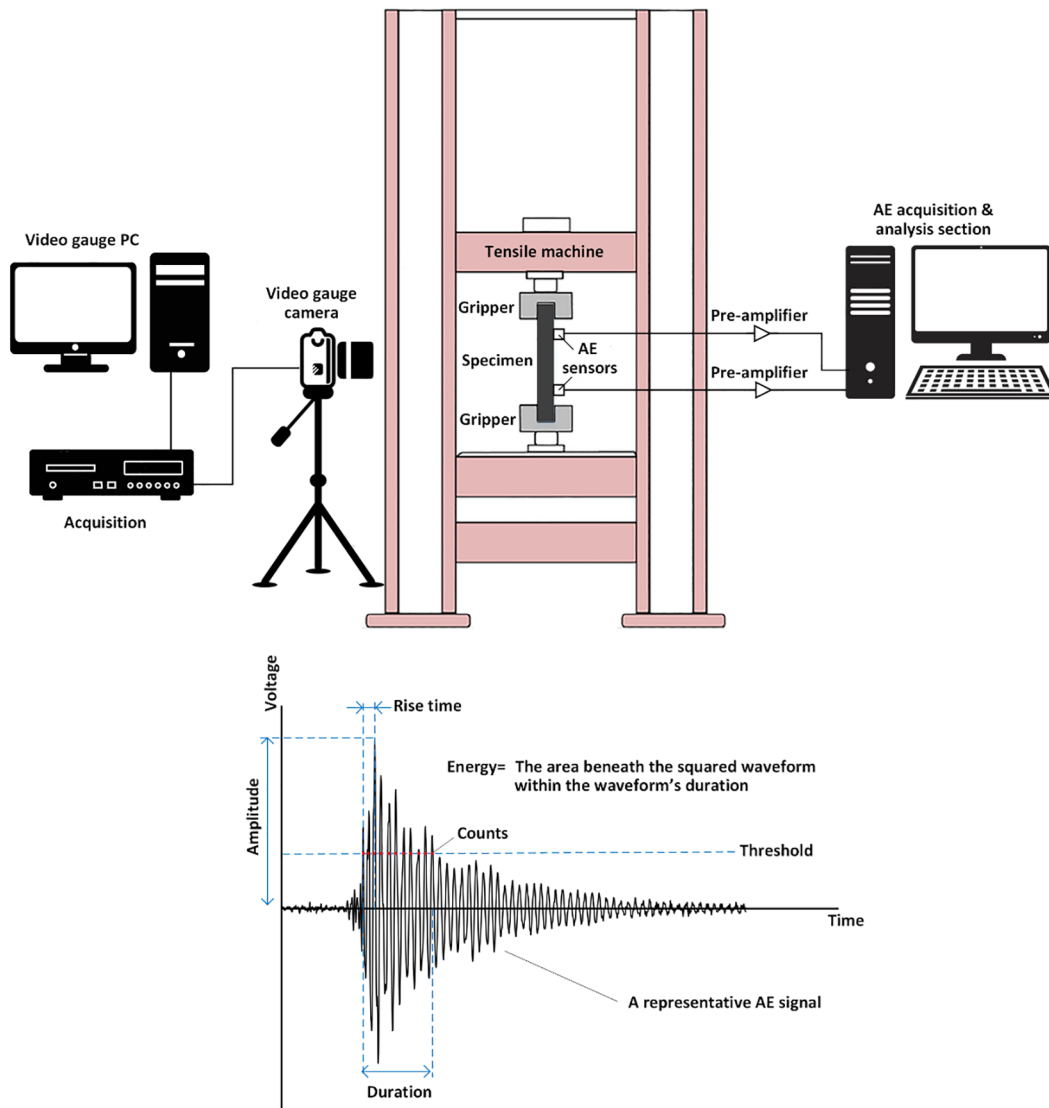 Video gauge PC
Video gauge
camera
Acquisition
Tensile machine
Gripper
Specimen
AE
sensors
Gripper
Pre-amplifier
Pre-amplifier
AE acquisition &
analysis section
Voltage
Rise time
Amplitude
Energy= The area beneath the squared waveform
within the waveform's duration
Counts
Threshold
Time
A representative AE signal
Duration